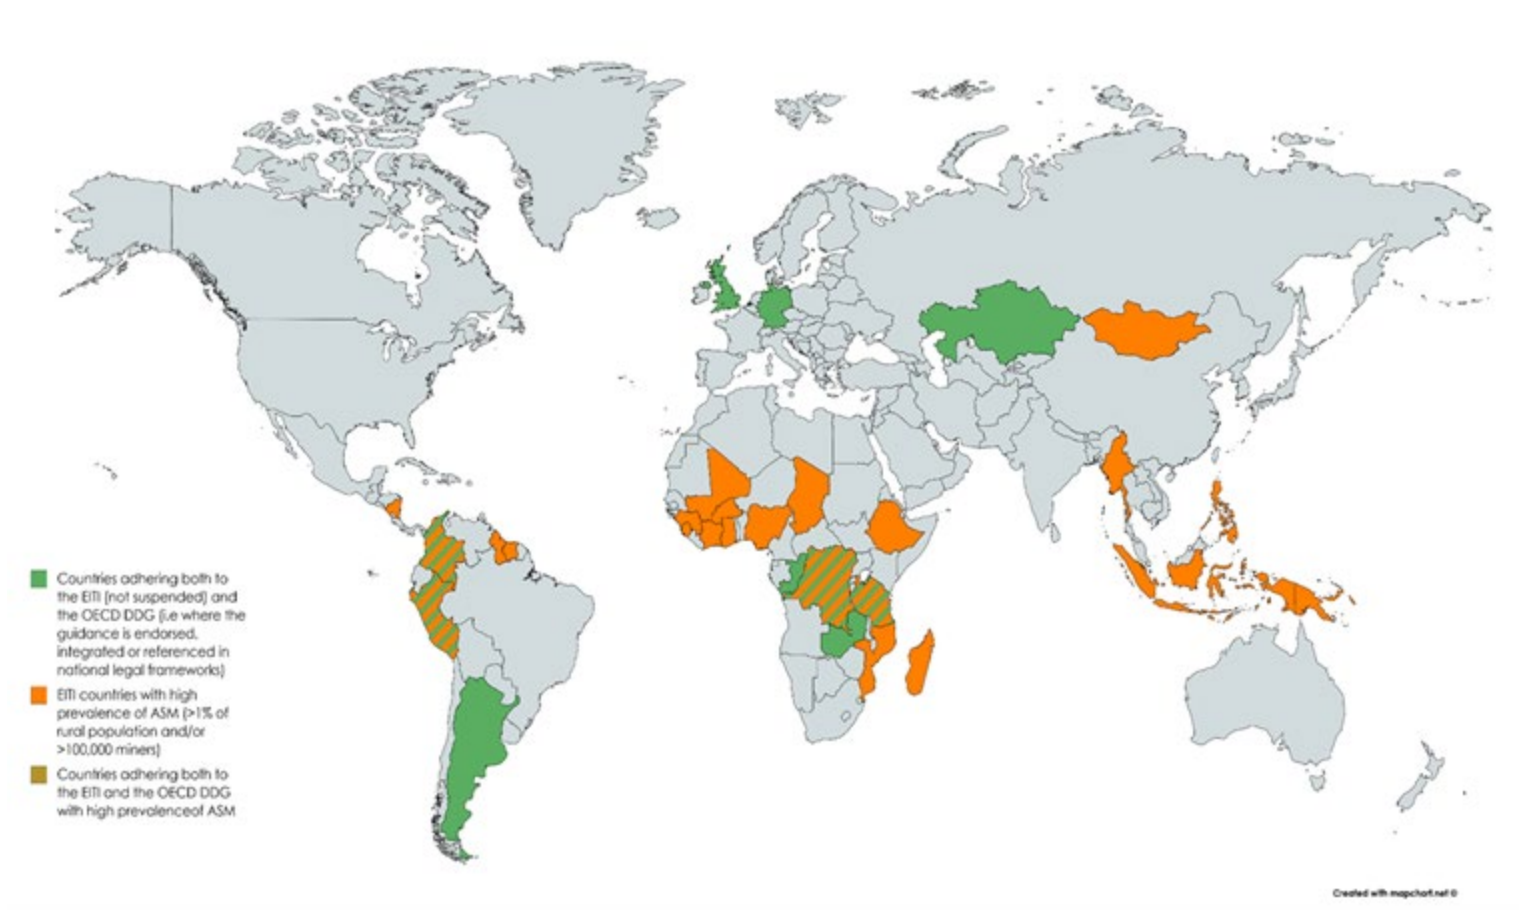 Countries adhering both to
the EITI (not suspended) and
the OECD DDG (i.e where the
guidance is endorsed,
integrated or referenced in
national legal frameworks)
EITI countries with high
prevalence of ASM (>1% of
rural population and/or
>100,000 miners)
Countries adhering both to
the EITI and the OECD DDG
with high prevalenceof ASM
Created with mapchart.net ©